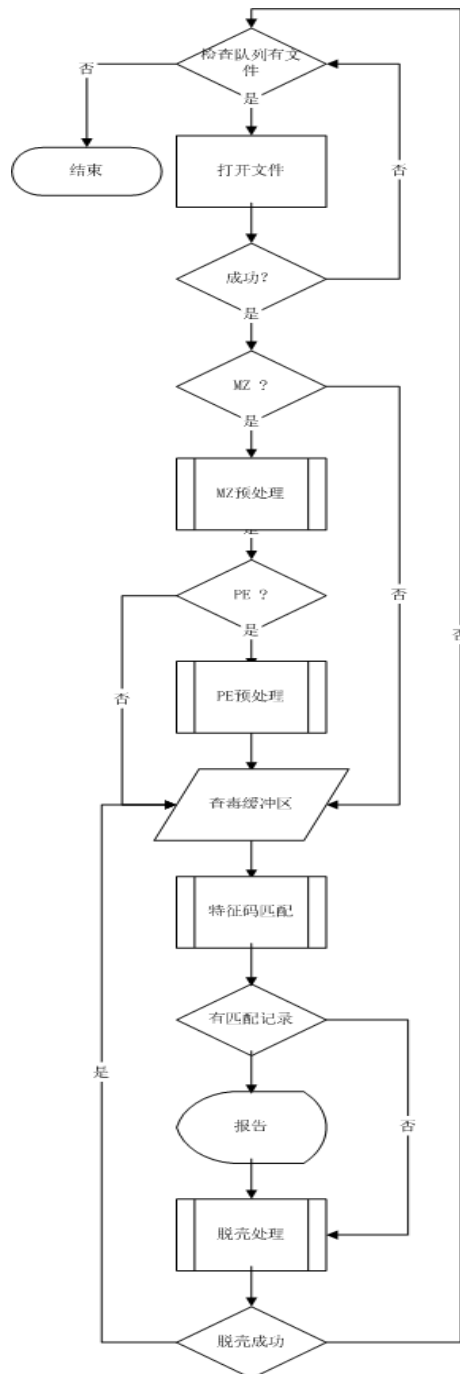 检查队列有文
件
否
是
结束
打开文件
否
成功？
是
MZ ？
是
MZ预处理
是
PE ？
否
否
是
否
PE预处理
查毒缓冲区
特征码匹配
有匹配记录
是
报告
否
脱壳处理
脱壳成功